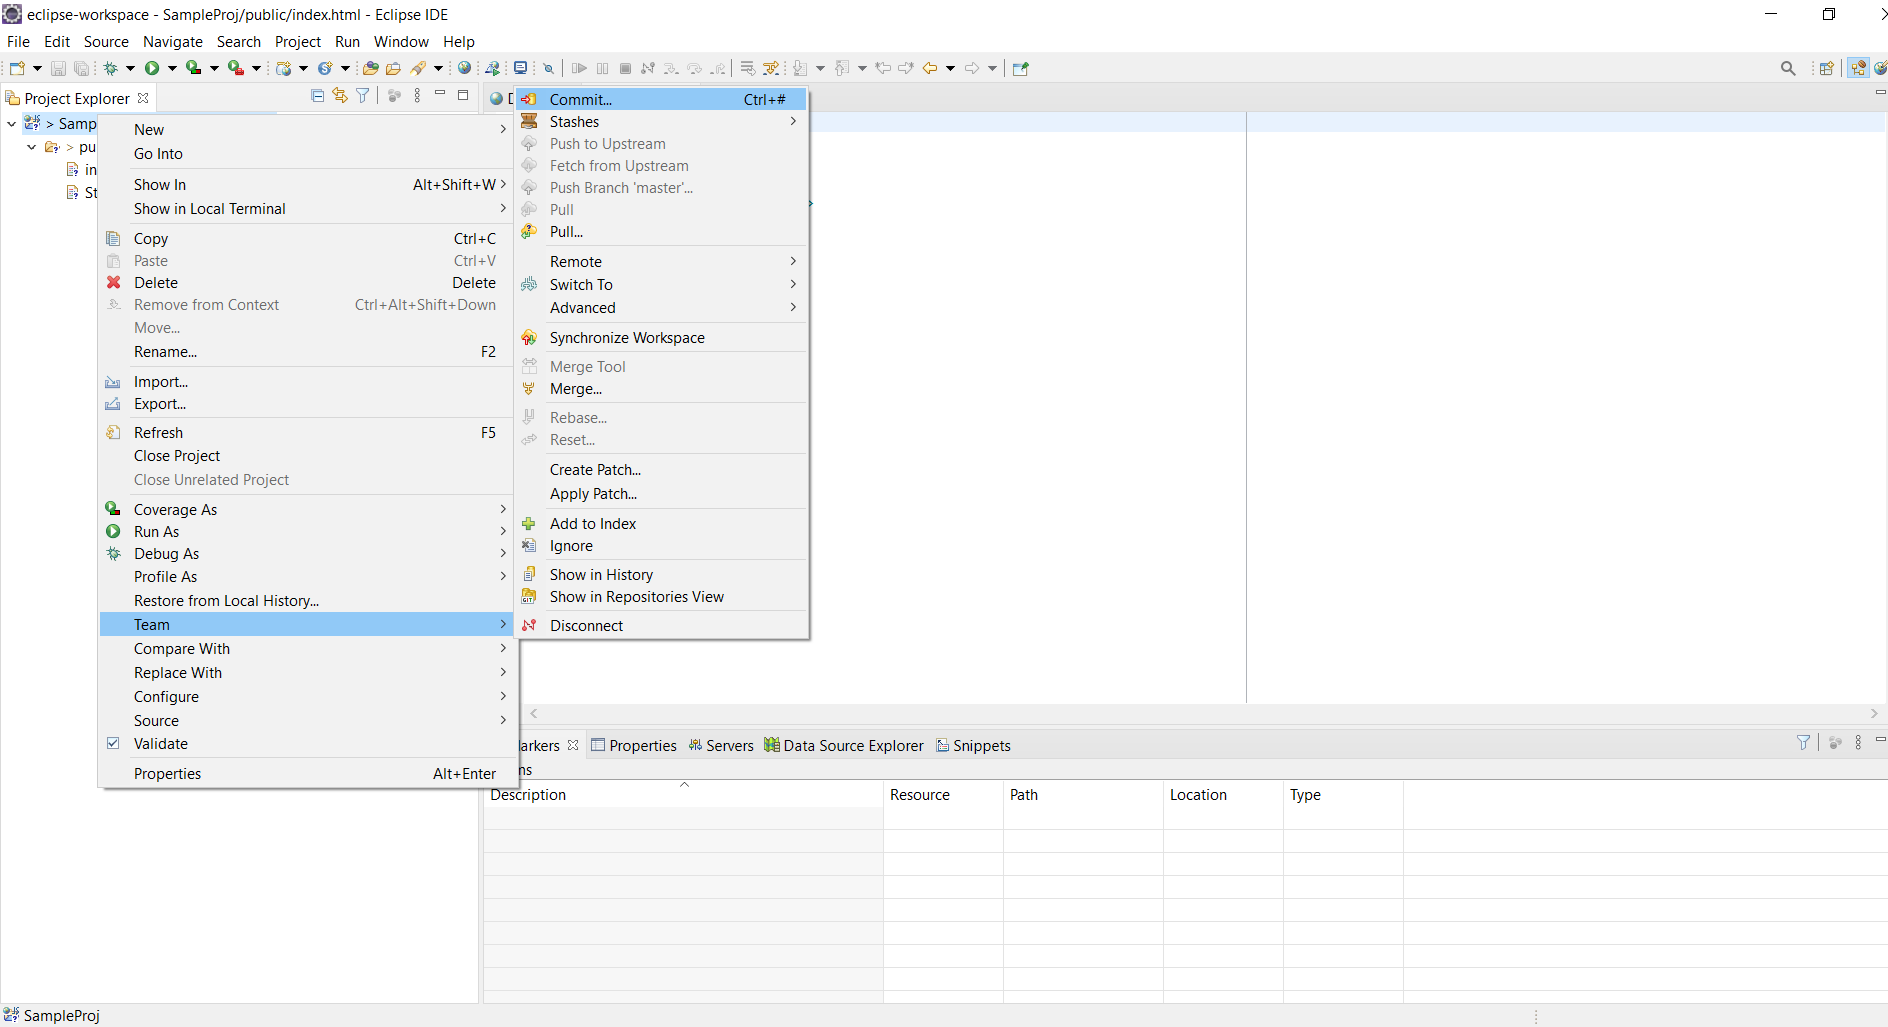 eclipse-workspace - SampleProj/public/index.html - Eclipse IDE
File Edit Source Navigate Search Project Run Window Help
Project Explorer
> Samp
> pu
in
St
New
Go Into
Show In Alt+Shift+W
Show in Local Terminal
Copy Ctrl+C
Paste Ctrl+V
Delete Delete
Remove from Context Ctrl+Alt+Shift+Down
Move...
Rename... F2
Import...
Export...
Refresh F5
Close Project
Close Unrelated Project
Coverage As
Run As
Debug As
Profile As
Restore from Local History...
Team
Compare With
Replace With
Configure
Source
Validate
Properties Alt+Enter
Commit... Ctrl+#
Stashes
Push to Upstream
Fetch from Upstream
Push Branch 'master'...
Pull
Pull...
Remote
Switch To
Advanced
Synchronize Workspace
Merge Tool
Merge...
Rebase...
Reset...
Create Patch...
Apply Patch...
Add to Index
Ignore
Show in History
GIT Show in Repositories View
Disconnect
arkers Properties Servers Data Source Explorer Snippets
ms
Description Resource Path Location Type
SampleProj